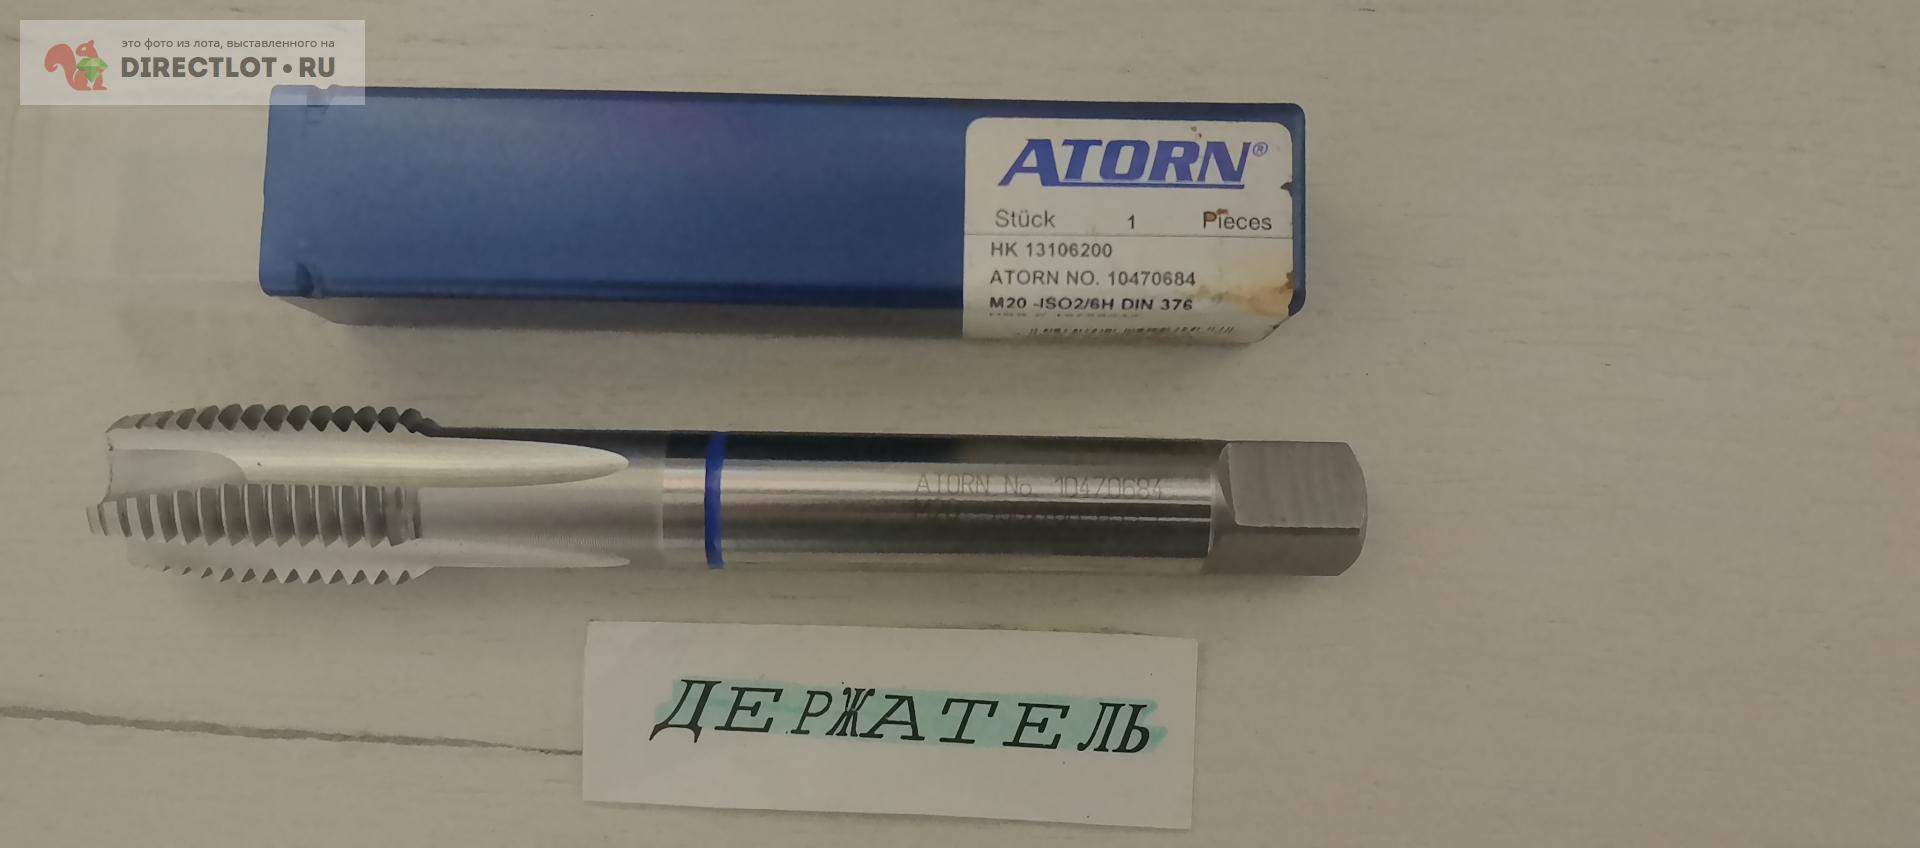 это фото из лота, выставленного на
DIRECTLOT.RU
ATORN®
Stück 1 Pieces
HK 13106200
ATORN NO. 10470684
M20 -ISO2/6H DIN 376
ATORN No. 10470684
M20
ДЕРЖАТЕЛЬ